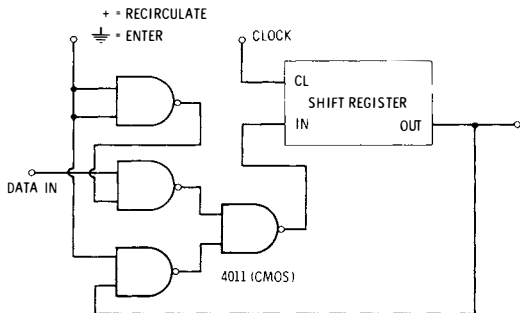 + = RECIRCULATE
⏚ = ENTER
CLOCK
CL
SHIFT REGISTER
IN
OUT
DATA IN
4011 (CMOS)